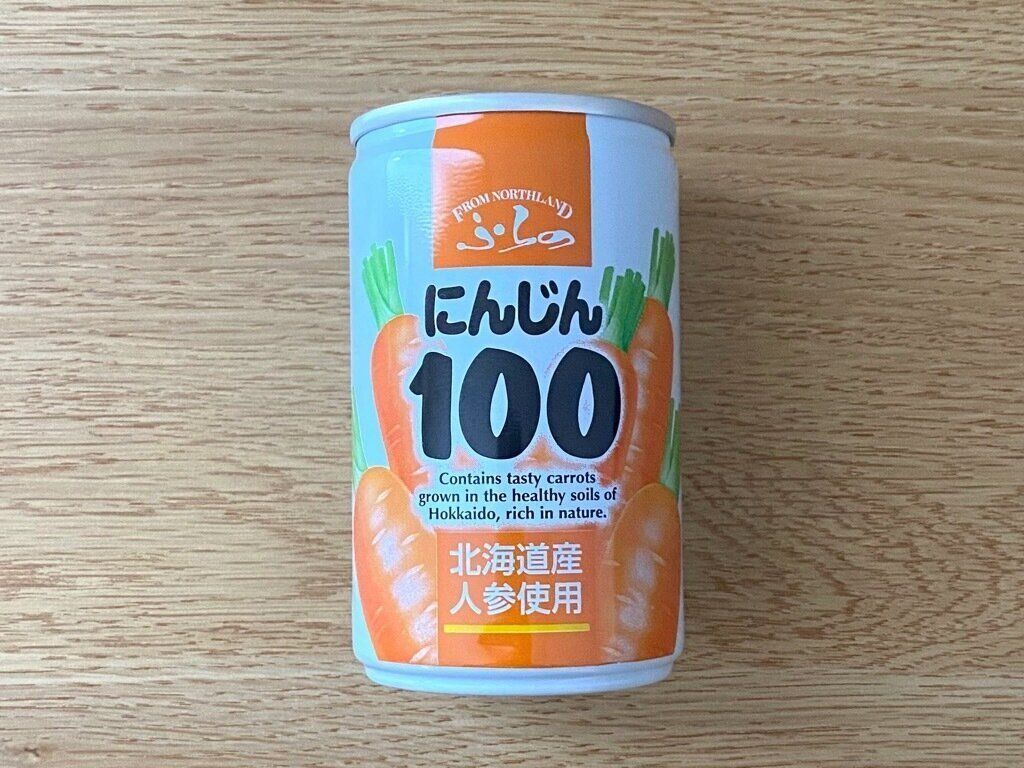 FROM NORTHLAND
ふらの
にんじん
100
Contains tasty carrots
grown in the healthy soils of
Hokkaido, rich in nature.
北海道産
人参使用